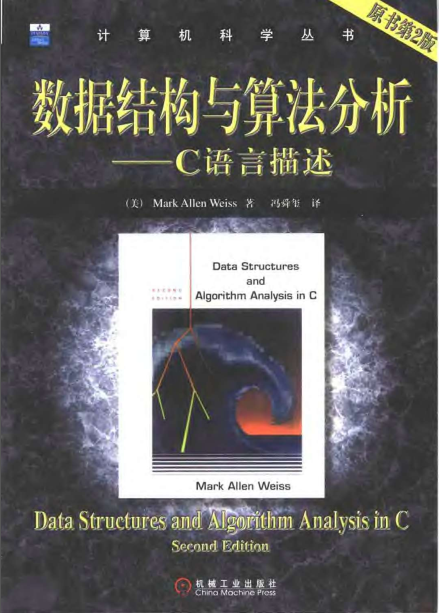 计算机科学丛书
原书第2版
数据结构与算法分析
——C语言描述
(美) Mark Allen Weiss 著 冯舜玺 译
Data Structures
and
Algorithm Analysis in C
SECOND
EDITION
Mark Allen Weiss
Data Structures and Algorithm Analysis in C
Second Edition
机械工业出版社
China Machine Press